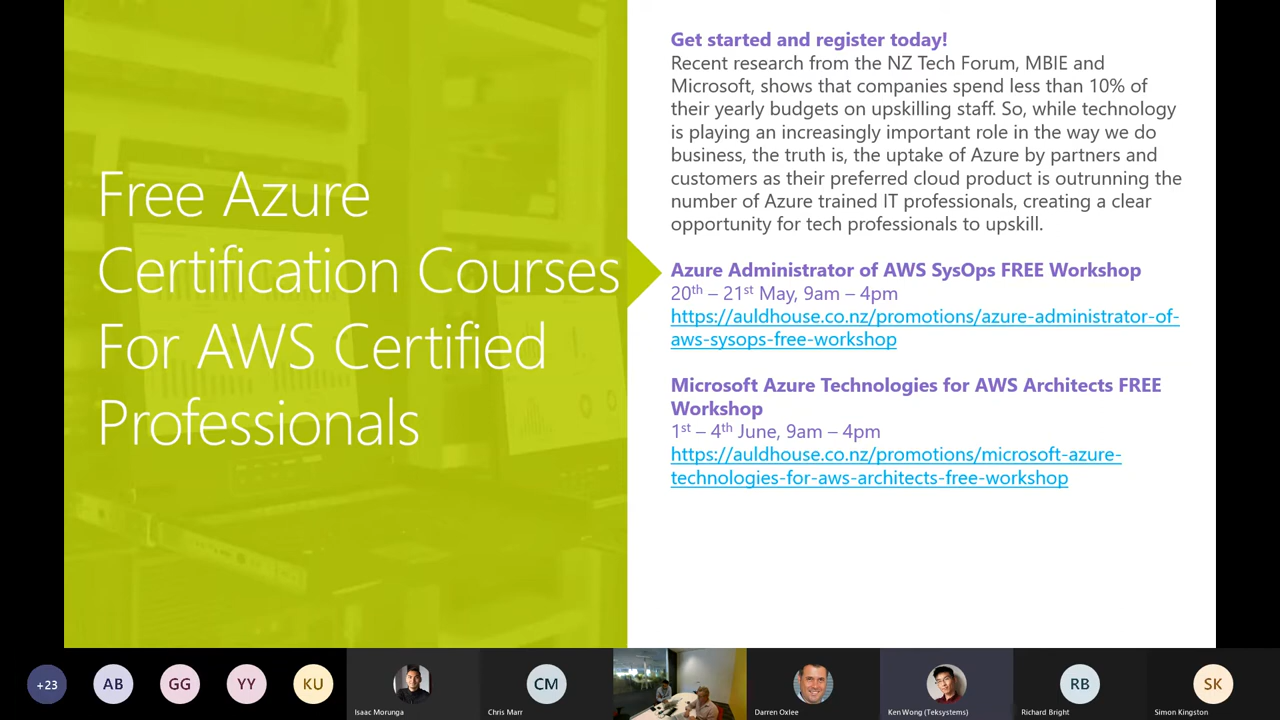 Free Azure
Certification Courses
For AWS Certified
Professionals
Get started and register today!
Recent research from the NZ Tech Forum, MBIE and
Microsoft, shows that companies spend less than 10% of
their yearly budgets on upskilling staff. So, while technology
is playing an increasingly important role in the way we do
business, the truth is, the uptake of Azure by partners and
customers as their preferred cloud product is outrunning the
number of Azure trained IT professionals, creating a clear
opportunity for tech professionals to upskill.
Azure Administrator of AWS SysOps FREE Workshop
20th – 21st May, 9am – 4pm
https://auldhouse.co.nz/promotions/azure-administrator-of-
aws-sysops-free-workshop
Microsoft Azure Technologies for AWS Architects FREE
Workshop
1st – 4th June, 9am – 4pm
https://auldhouse.co.nz/promotions/microsoft-azure-
technologies-for-aws-architects-free-workshop
+23
AB
GG
YY
KU
Isaac Morunga
CM
Chris Marr
Darren Oxlee
Ken Wong (Teksystems)
RB
Richard Bright
SK
Simon Kingston